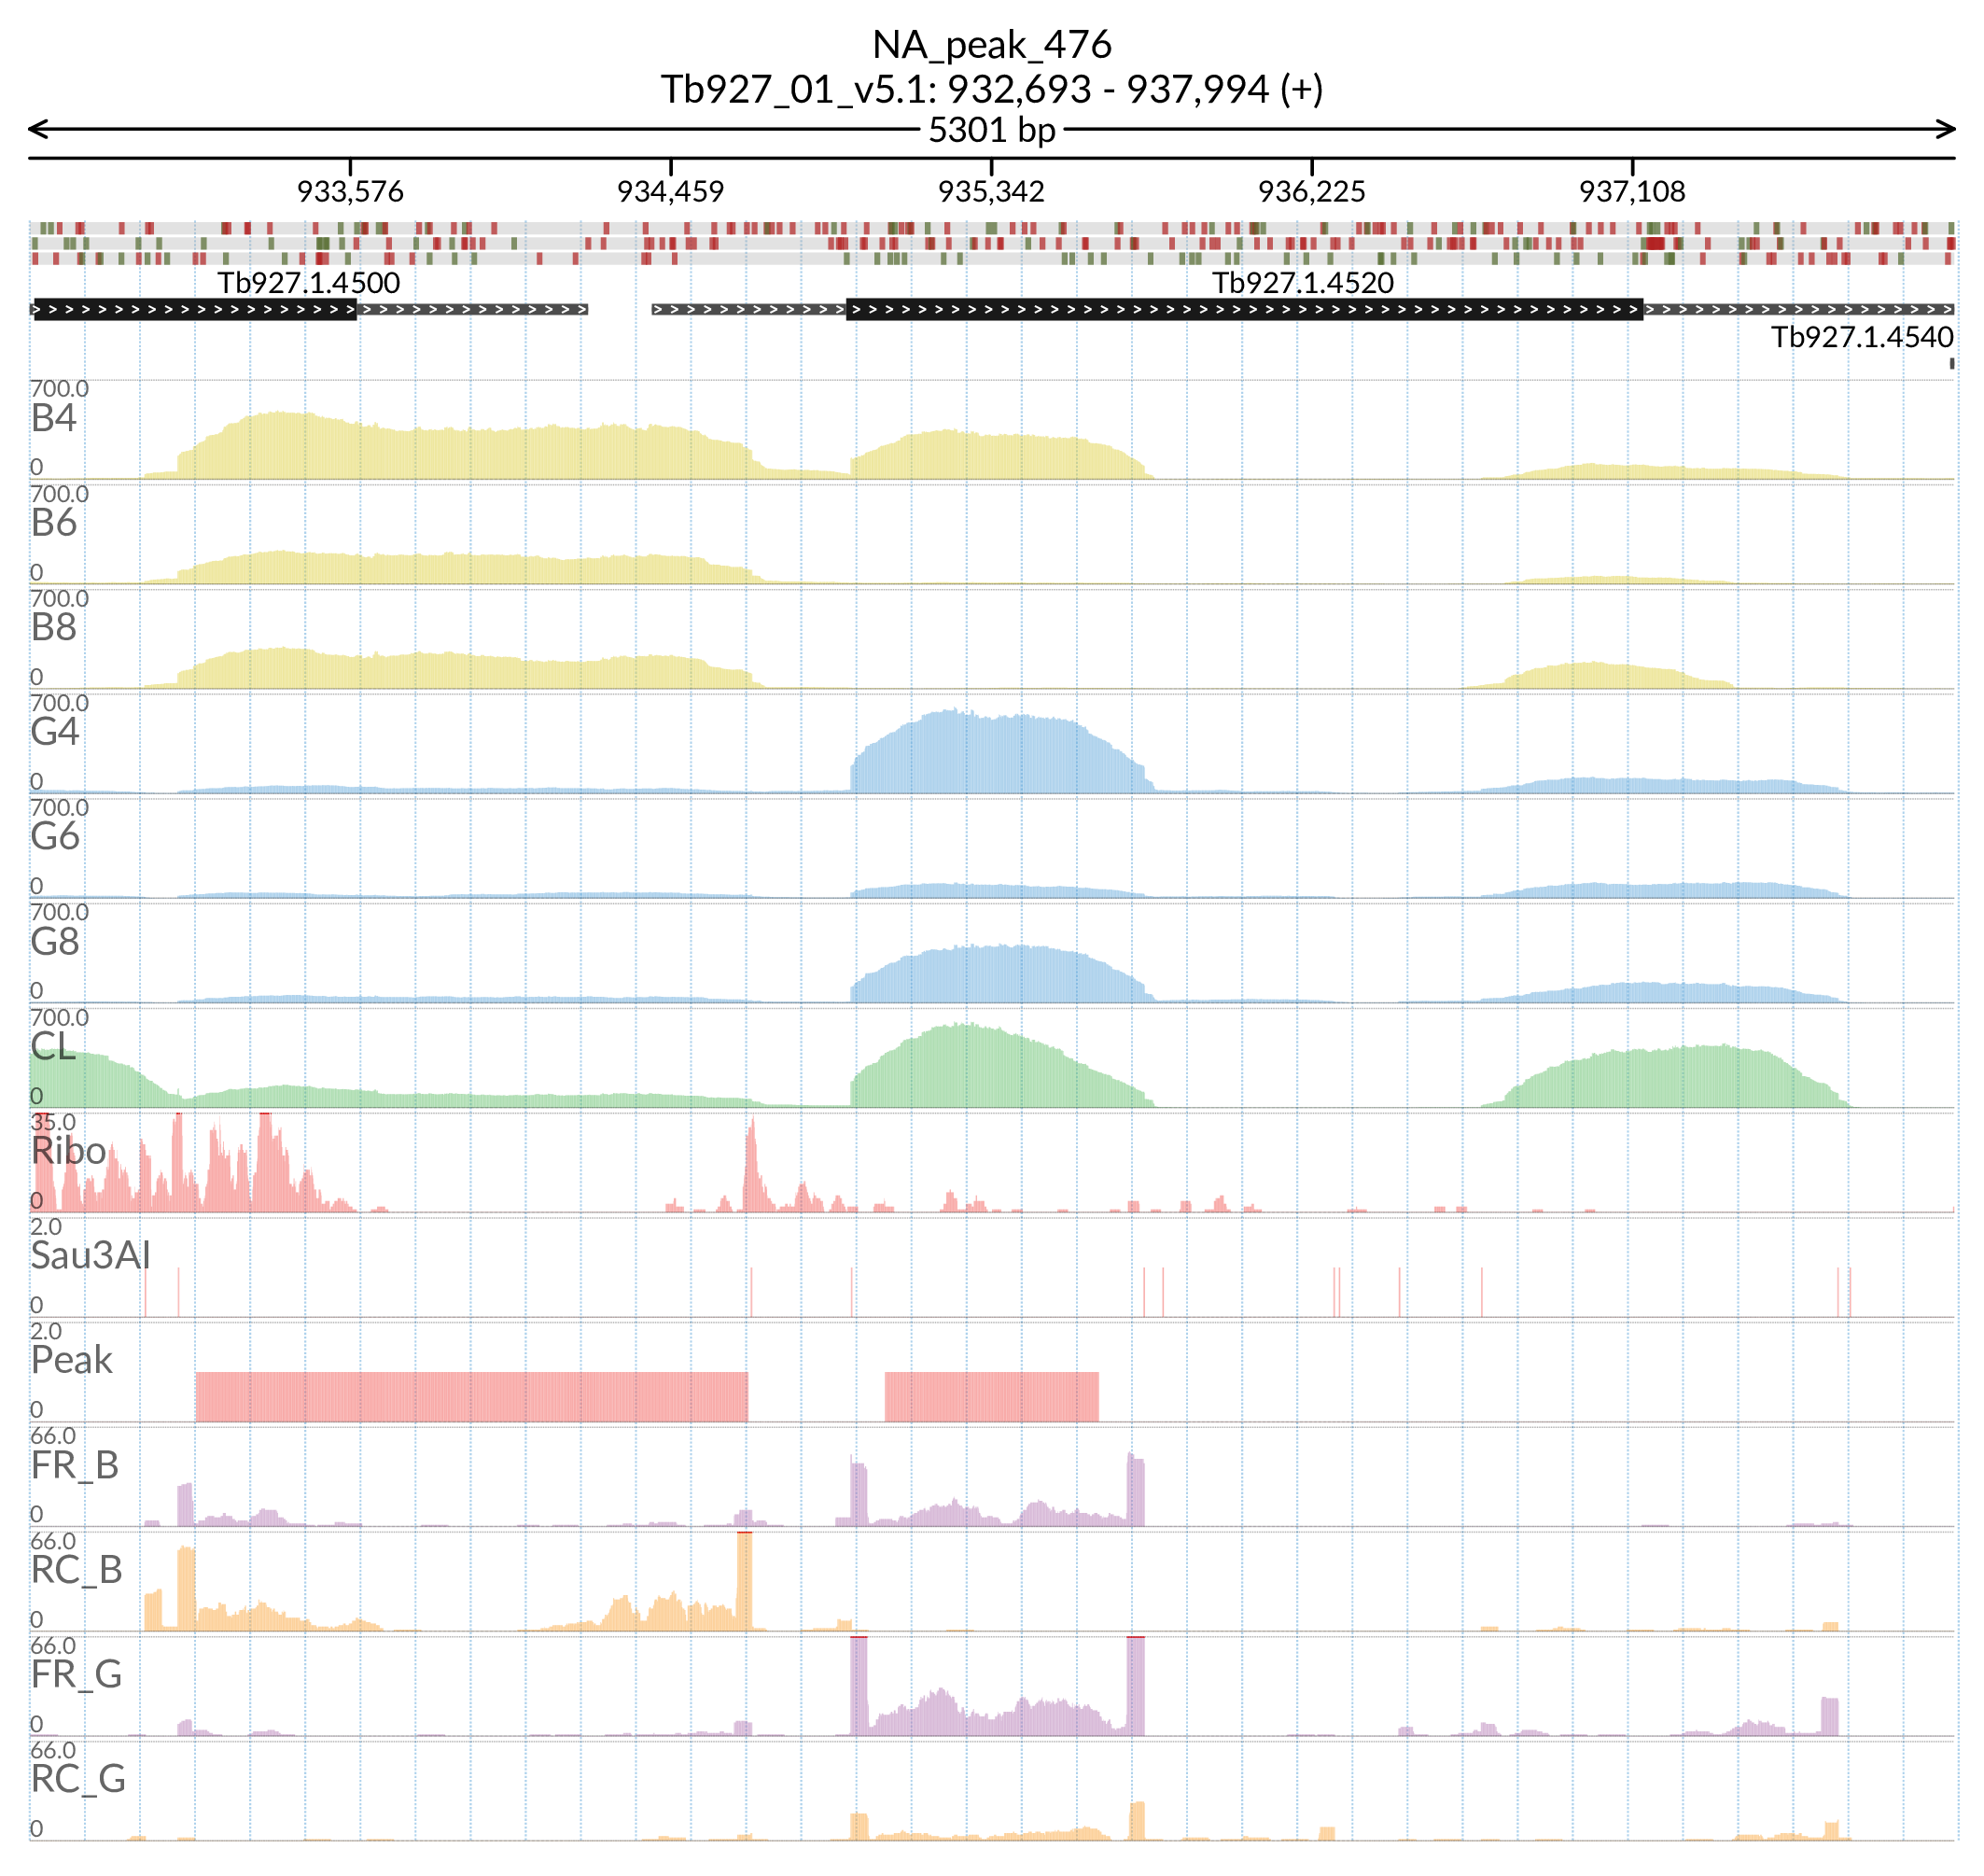 NA_peak_476
Tb927_01_v5.1: 932,693 - 937,994 (+)
5301 bp
933,576 934,459 935,342 936,225 937,108
Tb927.1.4500 Tb927.1.4520
Tb927.1.4540
700.0
B4
0
700.0
B6
0
700.0
B8
0
700.0
G4
0
700.0
G6
0
700.0
G8
0
700.0
CL
0
35.0
Ribo
0
2.0
Sau3AI
0
2.0
Peak
0
66.0
FR_B
0
66.0
RC_B
0
66.0
FR_G
0
66.0
RC_G
0